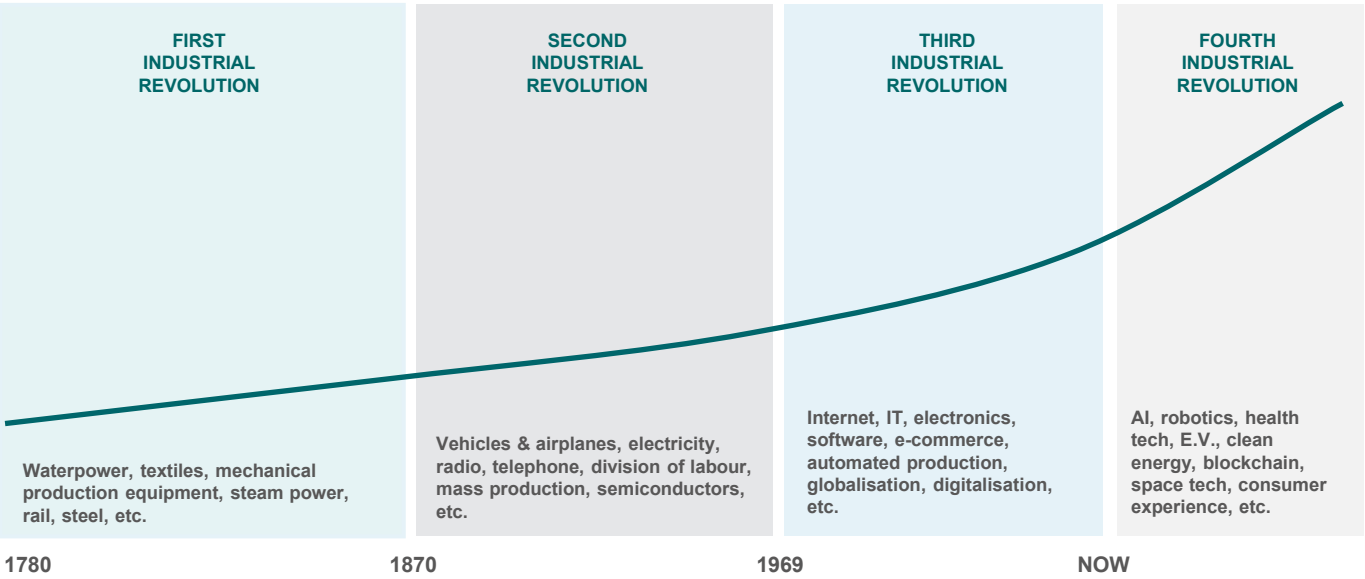 FIRST
INDUSTRIAL
REVOLUTION
SECOND
INDUSTRIAL
REVOLUTION
THIRD
INDUSTRIAL
REVOLUTION
FOURTH
INDUSTRIAL
REVOLUTION
Waterpower, textiles, mechanical
production equipment, steam power,
rail, steel, etc.
Vehicles & airplanes, electricity,
radio, telephone, division of labour,
mass production, semiconductors,
etc.
Internet, IT, electronics,
software, e-commerce,
automated production,
globalisation, digitalisation,
etc.
AI, robotics, health
tech, E.V., clean
energy, blockchain,
space tech, consumer
experience, etc.
1780
1870
1969
NOW